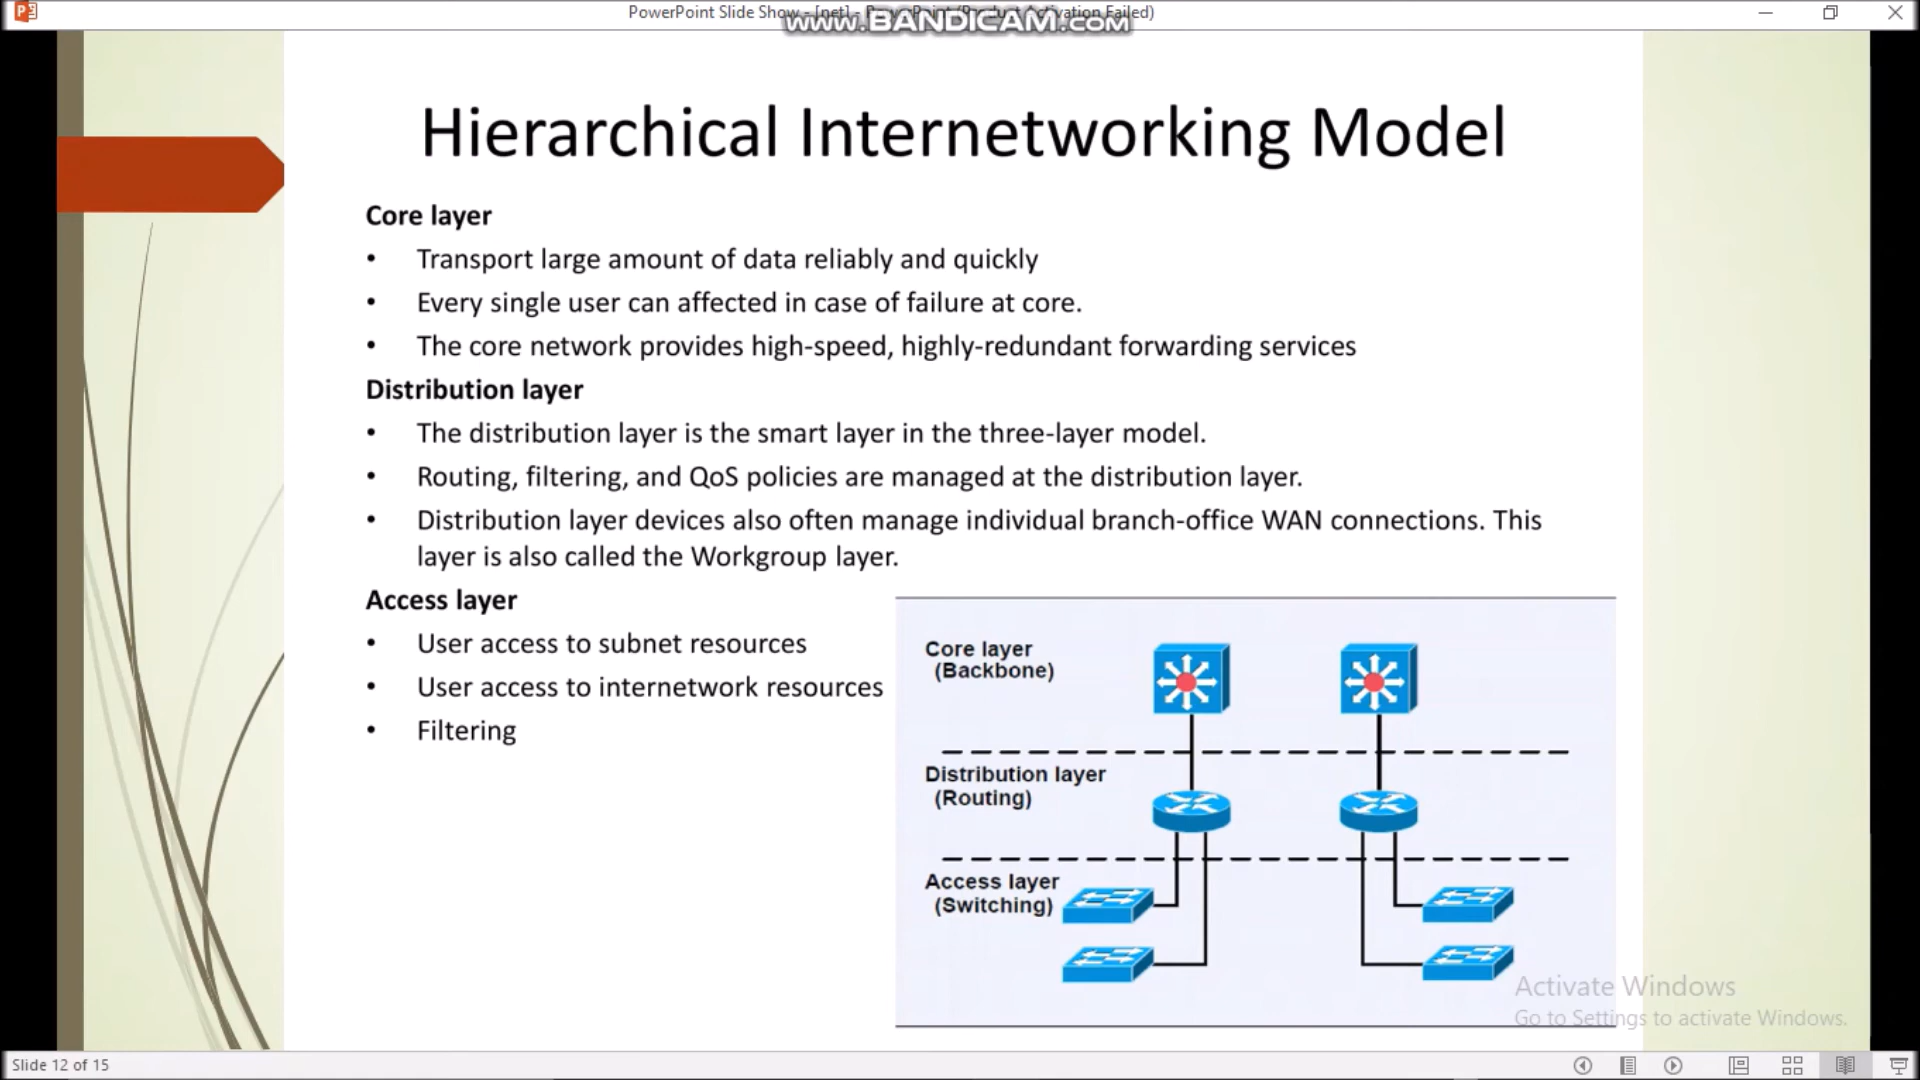 PowerPoint Slide Show - [net] - PowerPoint (Product Activation Failed)
www.BANDICAM.com
Hierarchical Internetworking Model
Core layer
• Transport large amount of data reliably and quickly
• Every single user can affected in case of failure at core.
• The core network provides high-speed, highly-redundant forwarding services
Distribution layer
• The distribution layer is the smart layer in the three-layer model.
• Routing, filtering, and QoS policies are managed at the distribution layer.
• Distribution layer devices also often manage individual branch-office WAN connections. This
layer is also called the Workgroup layer.
Access layer
• User access to subnet resources
• User access to internetwork resources
• Filtering
Core layer
(Backbone)
Distribution layer
(Routing)
Access layer
(Switching)
Activate Windows
Go to Settings to activate Windows.
Slide 12 of 15